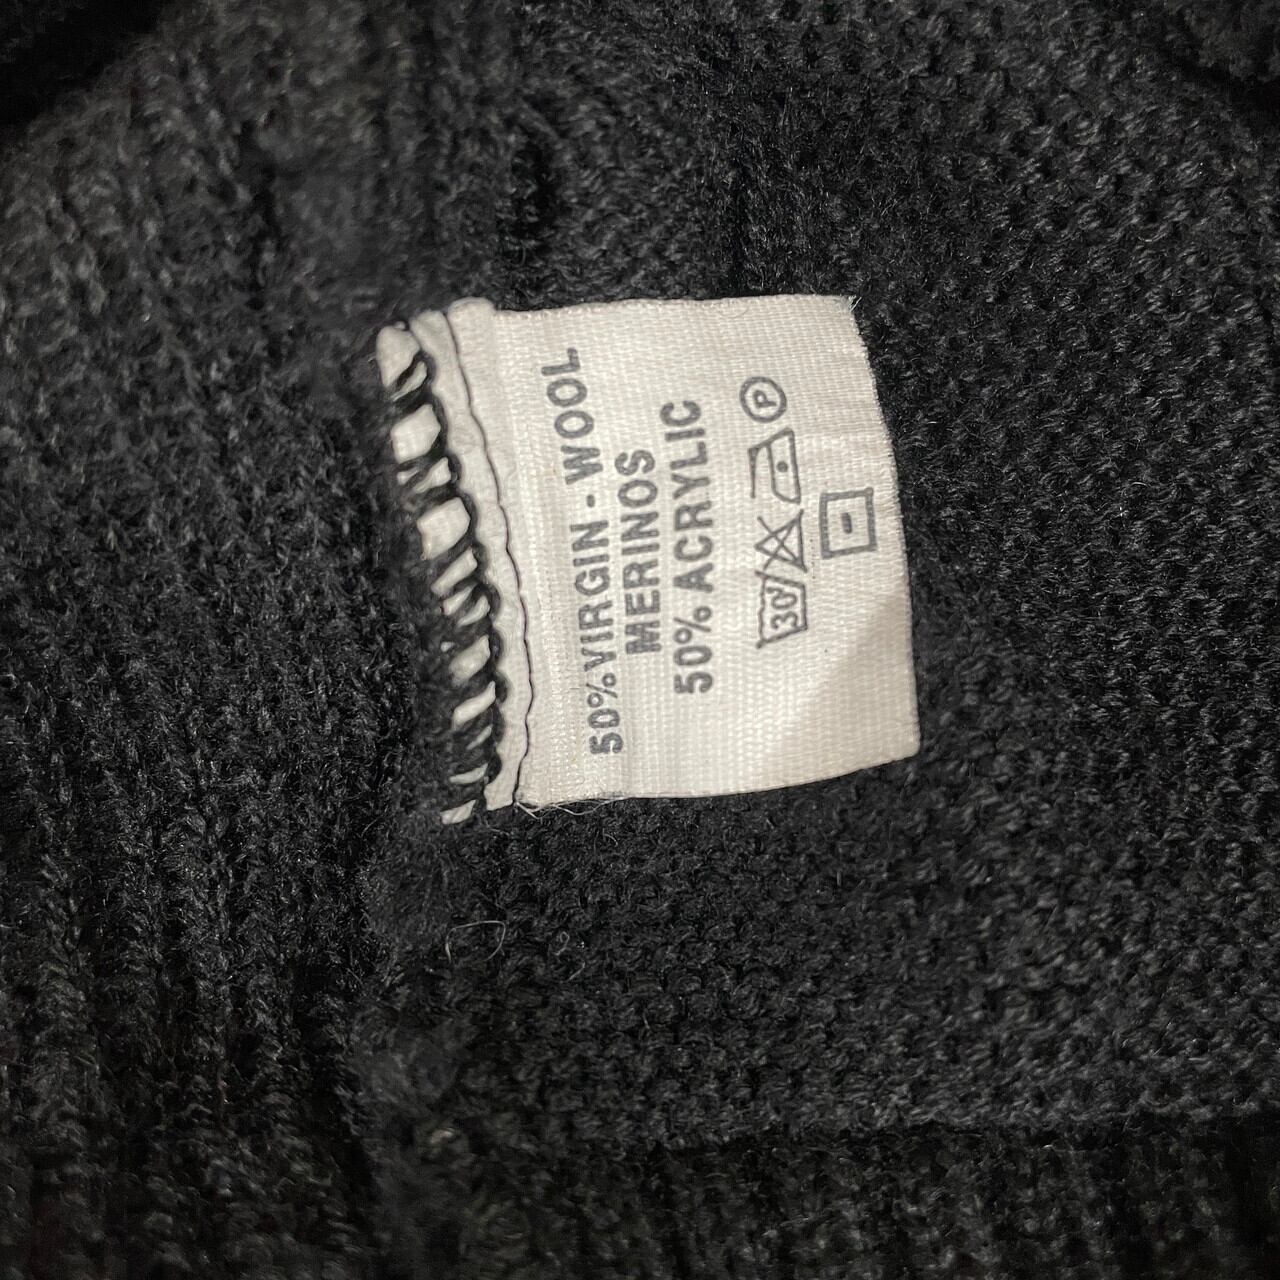 50% VIRGIN - WOOL
MERINOS
50% ACRYLIC
30 P